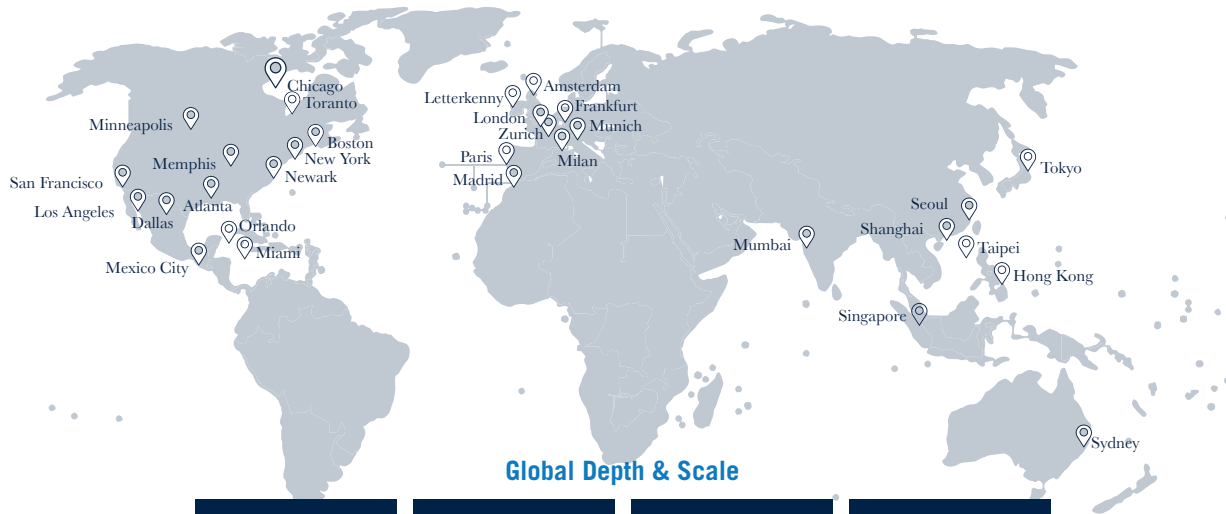 Chicago
Toranto
Minneapolis
Boston
New York
Memphis
Newark
San Francisco
Los Angeles
Atlanta
Dallas
Orlando
Miami
Mexico City
Amsterdam
Letterkenny
Frankfurt
London
Zurich
Munich
Paris
Milan
Madrid
Tokyo
Seoul
Shanghai
Mumbai
Taipei
Hong Kong
Singapore
Sydney
Global Depth & Scale